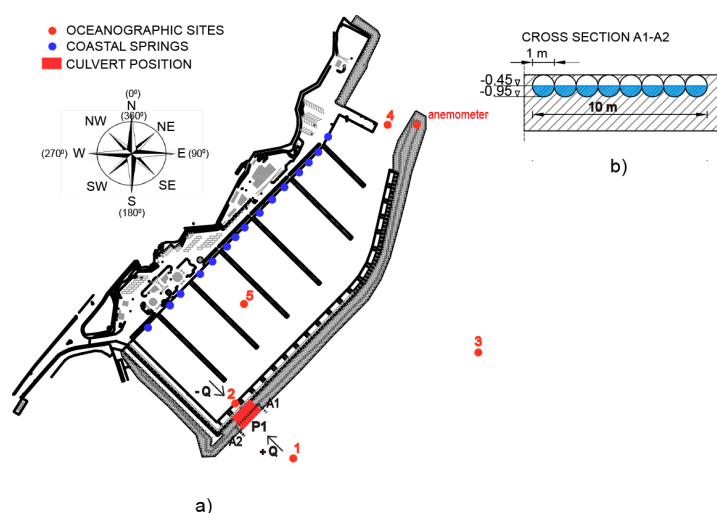 OCEANOGRAPHIC SITES
COASTAL SPRINGS
CULVERT POSITION
(0º)
N
(360º)
NW
NE
(270º) W
E (90º)
SW
SE
S
(180º)
4
anemometer
5
3
- Q
2
A1
P1
A2
+ Q
1
a)
CROSS SECTION A1-A2
1 m
-0.45
-0.95
10 m
b)